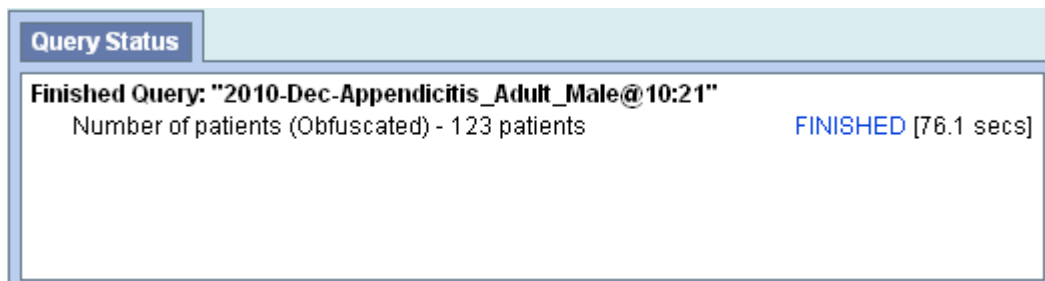 Query Status
Finished Query: "2010-Dec-Appendicitis_Adult_Male@10:21"
Number of patients (Obfuscated) - 123 patients FINISHED [76.1 secs]